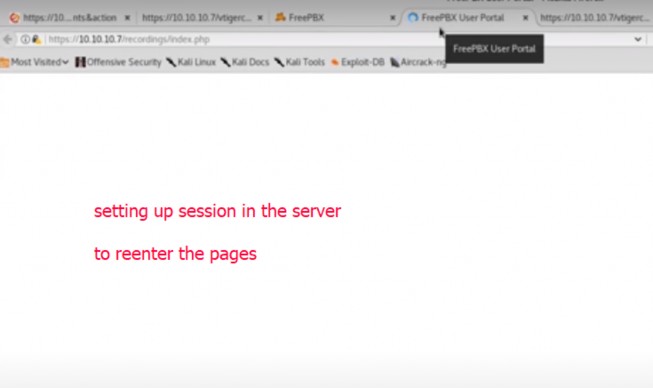 https://10....nts&action × https://10.10.10.7/vtigerc... × FreePBX × FreePBX User Portal × https://10.10.10.7/vtigerc...
https://10.10.10.7/recordings/index.php
FreePBX User Portal
Most Visited Offensive Security Kali Linux Kali Docs Kali Tools Exploit-DB Aircrack-ng
setting up session in the server
to reenter the pages